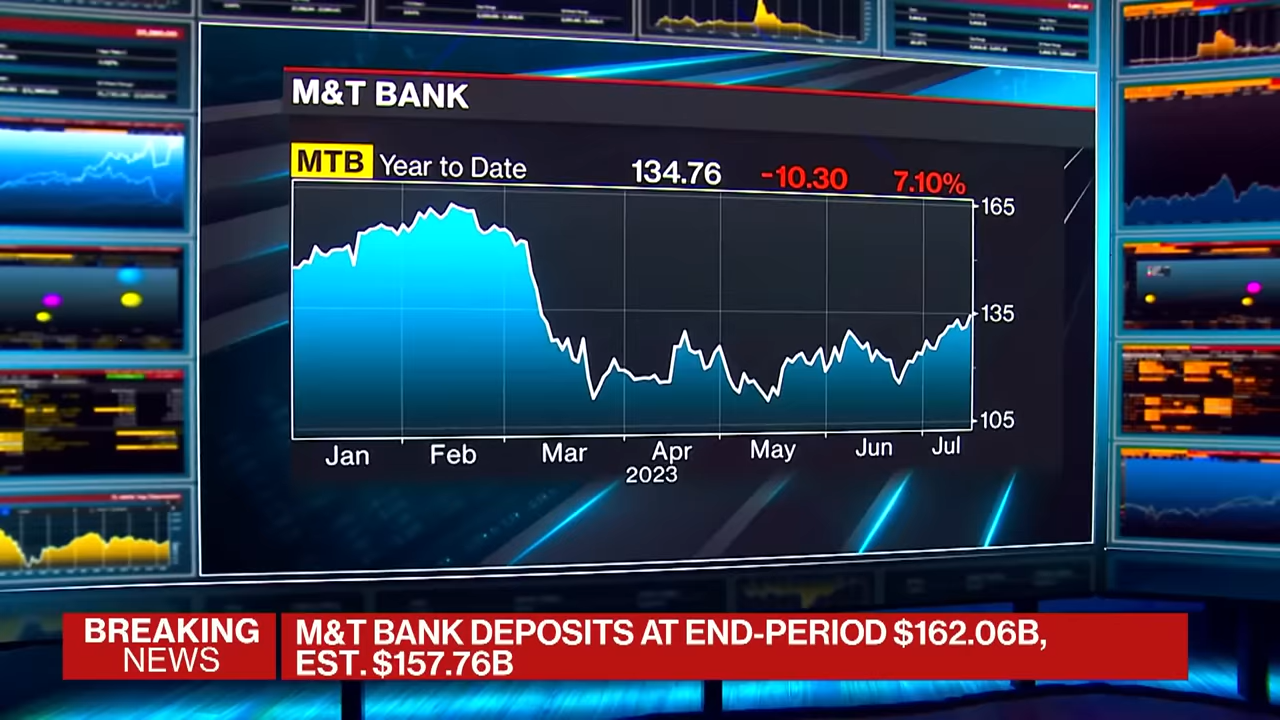 M&T BANK
MTB Year to Date 134.76 -10.30 7.10%
165
135
105
Jan Feb Mar Apr May Jun Jul
2023
BREAKING NEWS
M&T BANK DEPOSITS AT END-PERIOD $162.06B,
EST. $157.76B